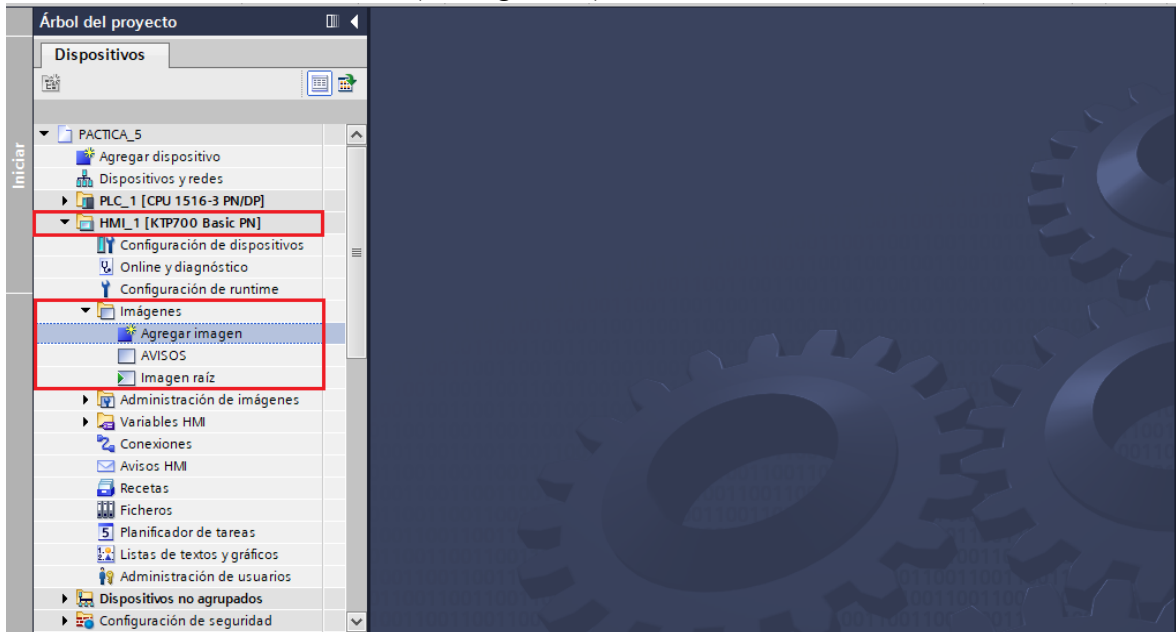 Árbol del proyecto
Dispositivos
Iniciar
PACTICA_5
Agregar dispositivo
Dispositivos y redes
PLC_1 [CPU 1516-3 PN/DP]
HMI_1 [KTP700 Basic PN]
Configuración de dispositivos
Online y diagnóstico
Configuración de runtime
Imágenes
Agregar imagen
AVISOS
Imagen raíz
Administración de imágenes
Variables HMI
Conexiones
Avisos HMI
Recetas
Ficheros
Planificador de tareas
Listas de textos y gráficos
Administración de usuarios
Dispositivos no agrupados
Configuración de seguridad